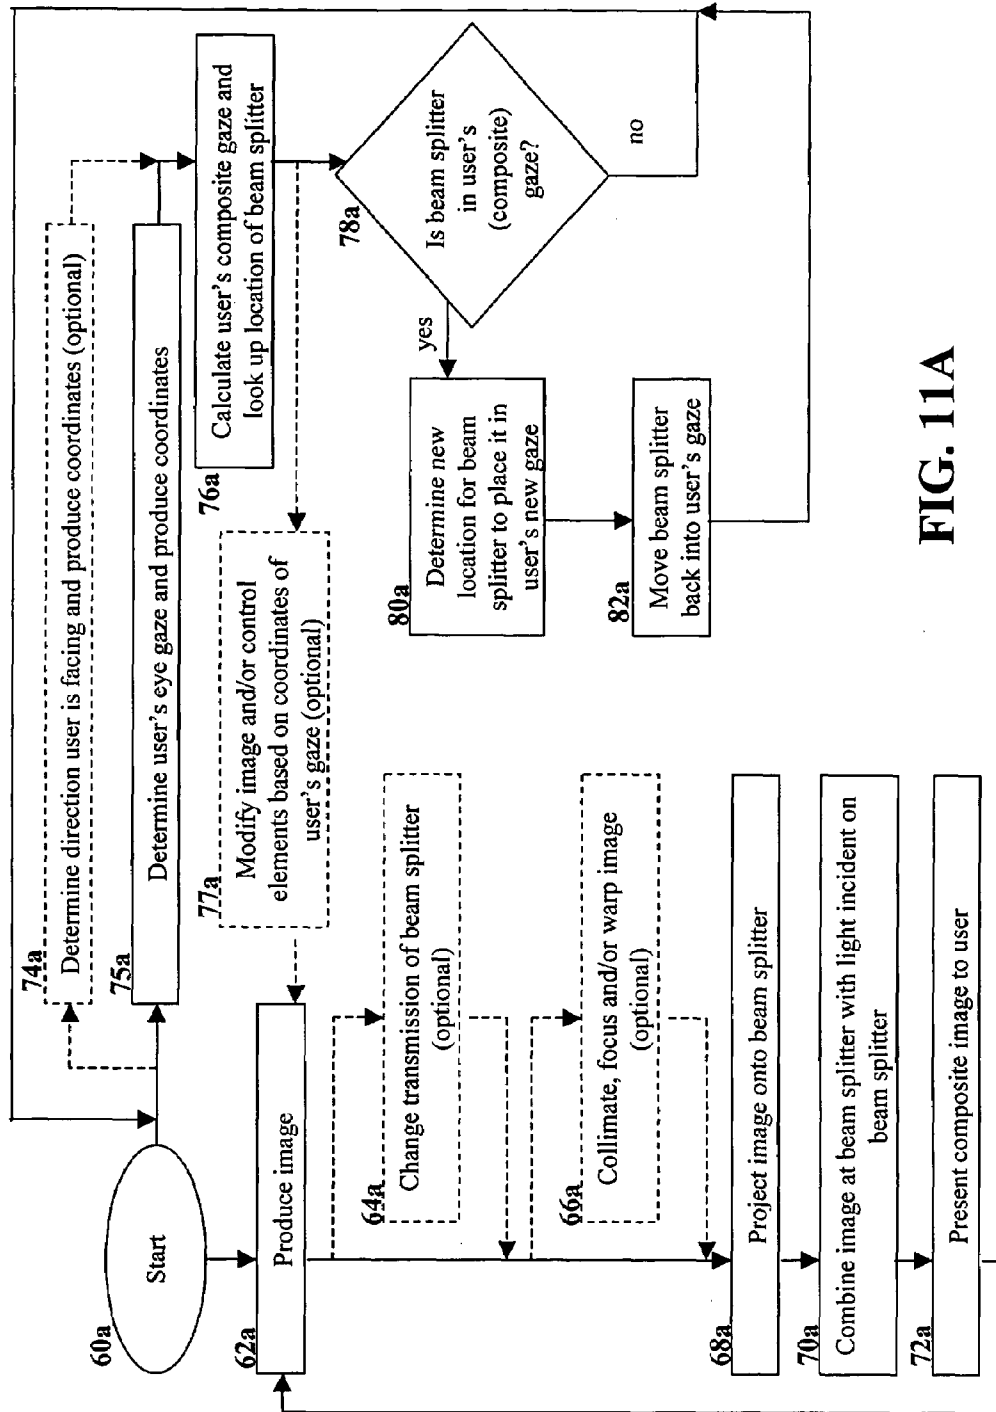 60a
Start
74a
Determine direction user is facing and produce coordinates (optional)
75a
Determine user's eye gaze and produce coordinates
76a
Calculate user's composite gaze and
look up location of beam splitter
77a
Modify image and/or control
elements based on coordinates of
user's gaze (optional)
78a
Is beam splitter
in user's
(composite)
gaze?
yes
no
80a
Determine new
location for beam
splitter to place it in
user's new gaze
82a
Move beam splitter
back into user's gaze
62a
Produce image
64a
Change transmission of beam splitter
(optional)
66a
Collimate, focus and/or warp image
(optional)
68a
Project image onto beam splitter
70a
Combine image at beam splitter with light incident on
beam splitter
72a
Present composite image to user
FIG. 11A